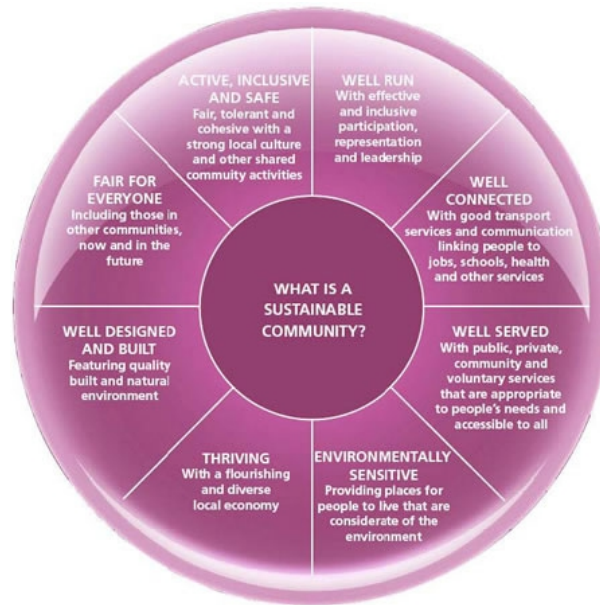 ACTIVE, INCLUSIVE
AND SAFE
Fair, tolerant and
cohesive with a
strong local culture
and other shared
commuity activities
WELL RUN
With effective
and inclusive
participation,
representation
and leadership
WELL
CONNECTED
With good transport
services and communication
linking people to
jobs, schools, health
and other services
WELL SERVED
With public, private,
community and
voluntary services
that are appropriate
to people's needs and
accessible to all
ENVIRONMENTALLY
SENSITIVE
Providing places for
people to live that are
considerate of the
environment
THRIVING
With a flourishing
and diverse
local economy
WELL DESIGNED
AND BUILT
Featuring quality
built and natural
environment
FAIR FOR
EVERYONE
Including those in
other communities,
now and in the
future
WHAT IS A
SUSTAINABLE
COMMUNITY?